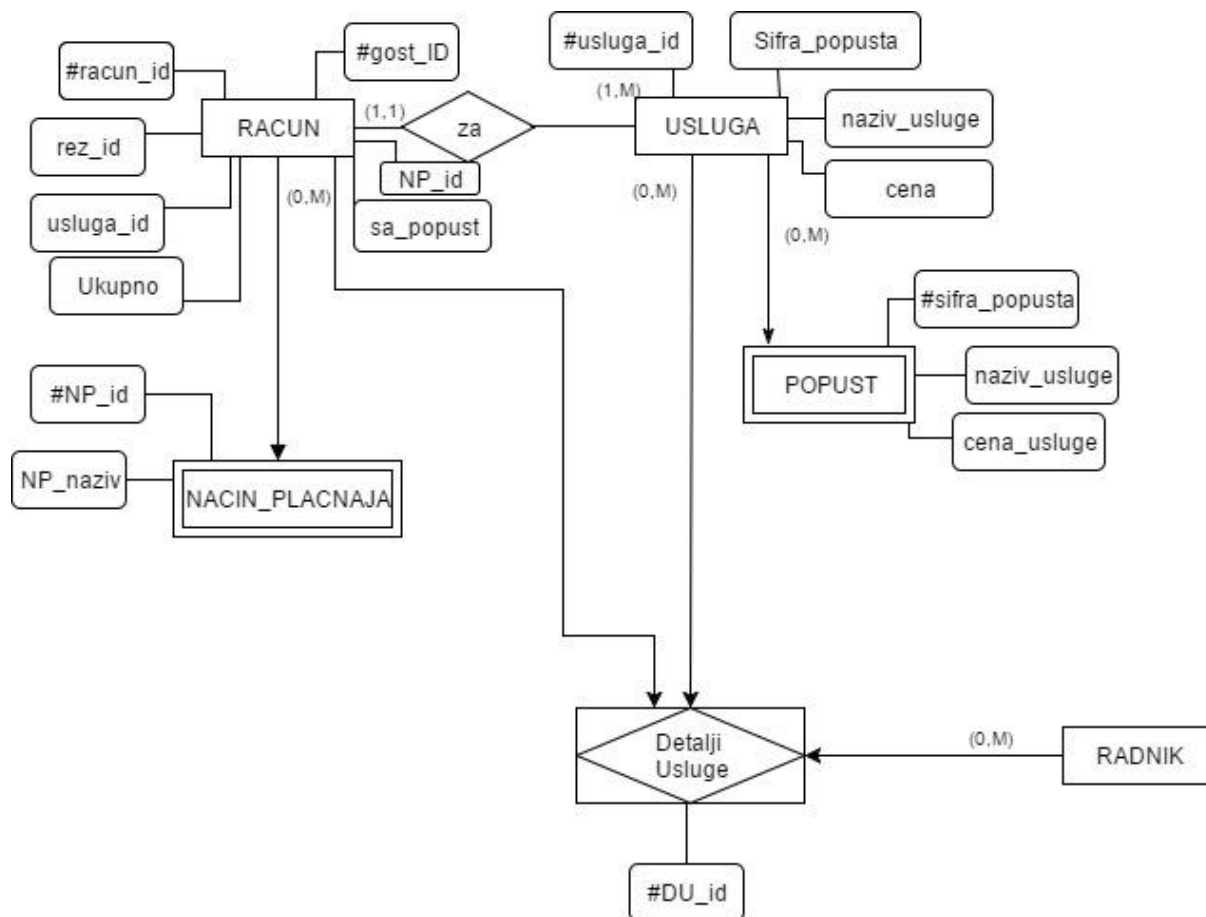 #gost_ID
#usluga_id
Sifra_popusta
#racun_id
(1,1)
(1,M)
RACUN
za
USLUGA
naziv_usluge
rez_id
NP_id
cena
(0,M)
(0,M)
usluga_id
sa_popust
(0,M)
Ukupno
#sifra_popusta
#NP_id
POPUST
naziv_usluge
cena_usluge
NP_naziv
NACIN_PLACNAJA
Detalji
Usluge
(0,M)
RADNIK
#DU_id